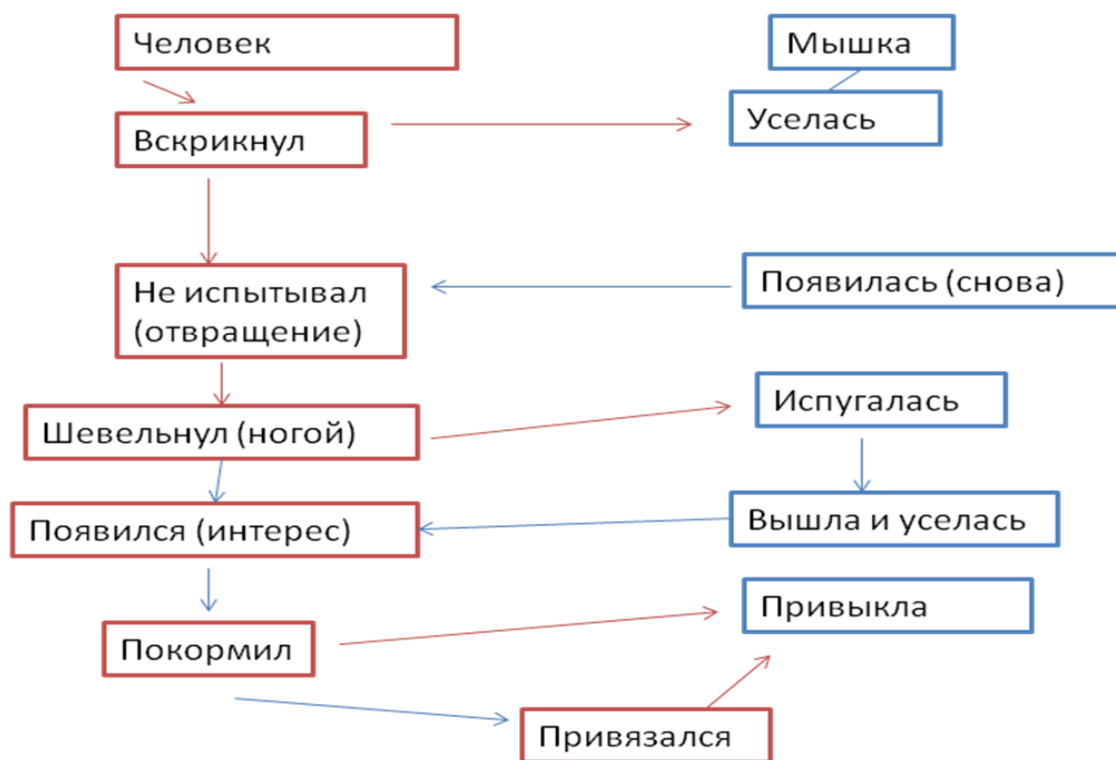 Человек
Мышка
Вскрикнул
Уселась
Не испытывал
(отвращение)
Появилась (снова)
Шевельнул (ногой)
Испугалась
Появился (интерес)
Вышла и уселась
Покормил
Привыкла
Привязался